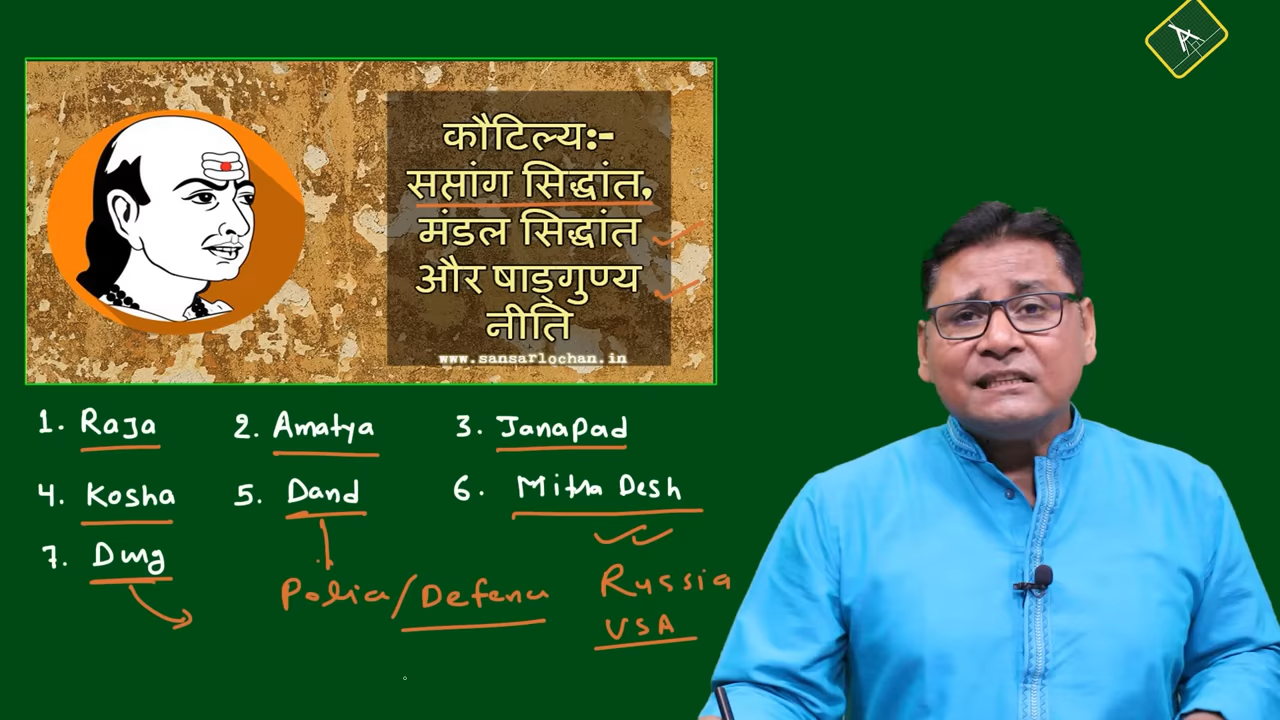 कौटिल्य:-
सप्तांग सिद्धांत,
मंडल सिद्धांत
और षाड्गुण्य
नीति
www.sansarlochan.in
1. Raja 2. Amatya 3. Janapad
4. Kosha 5. Dand 6. Mitra Desh
7. Durg
Police/Defence Russia
USA